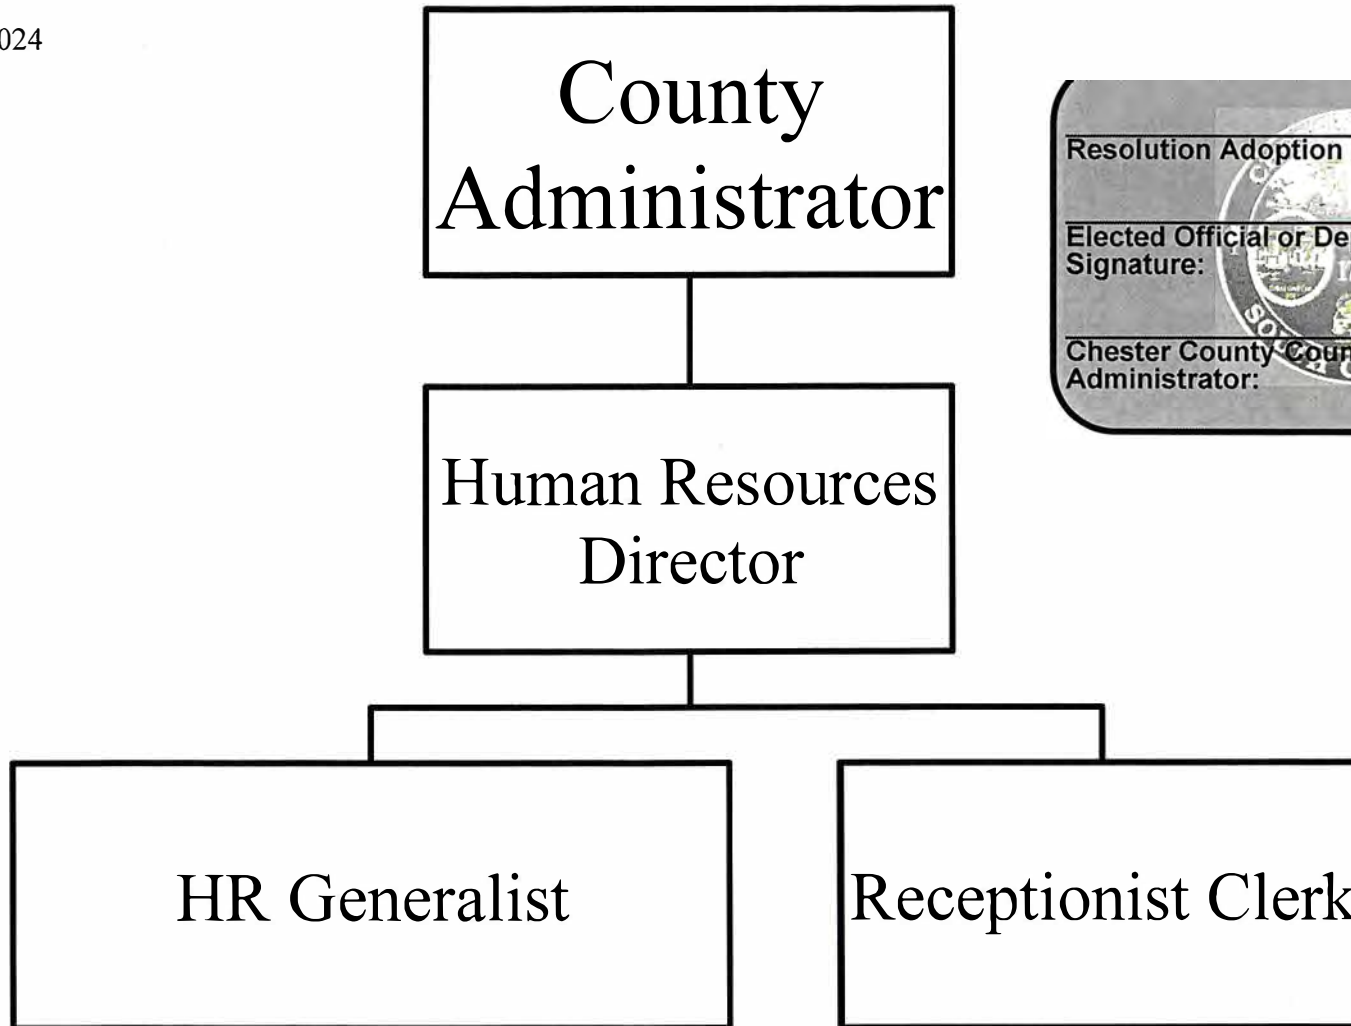 024
County
Administrator
Resolution Adoption
Elected Official or De
Signature:
Chester County Coun
Administrator:
Human Resources
Director
HR Generalist
Receptionist Clerk